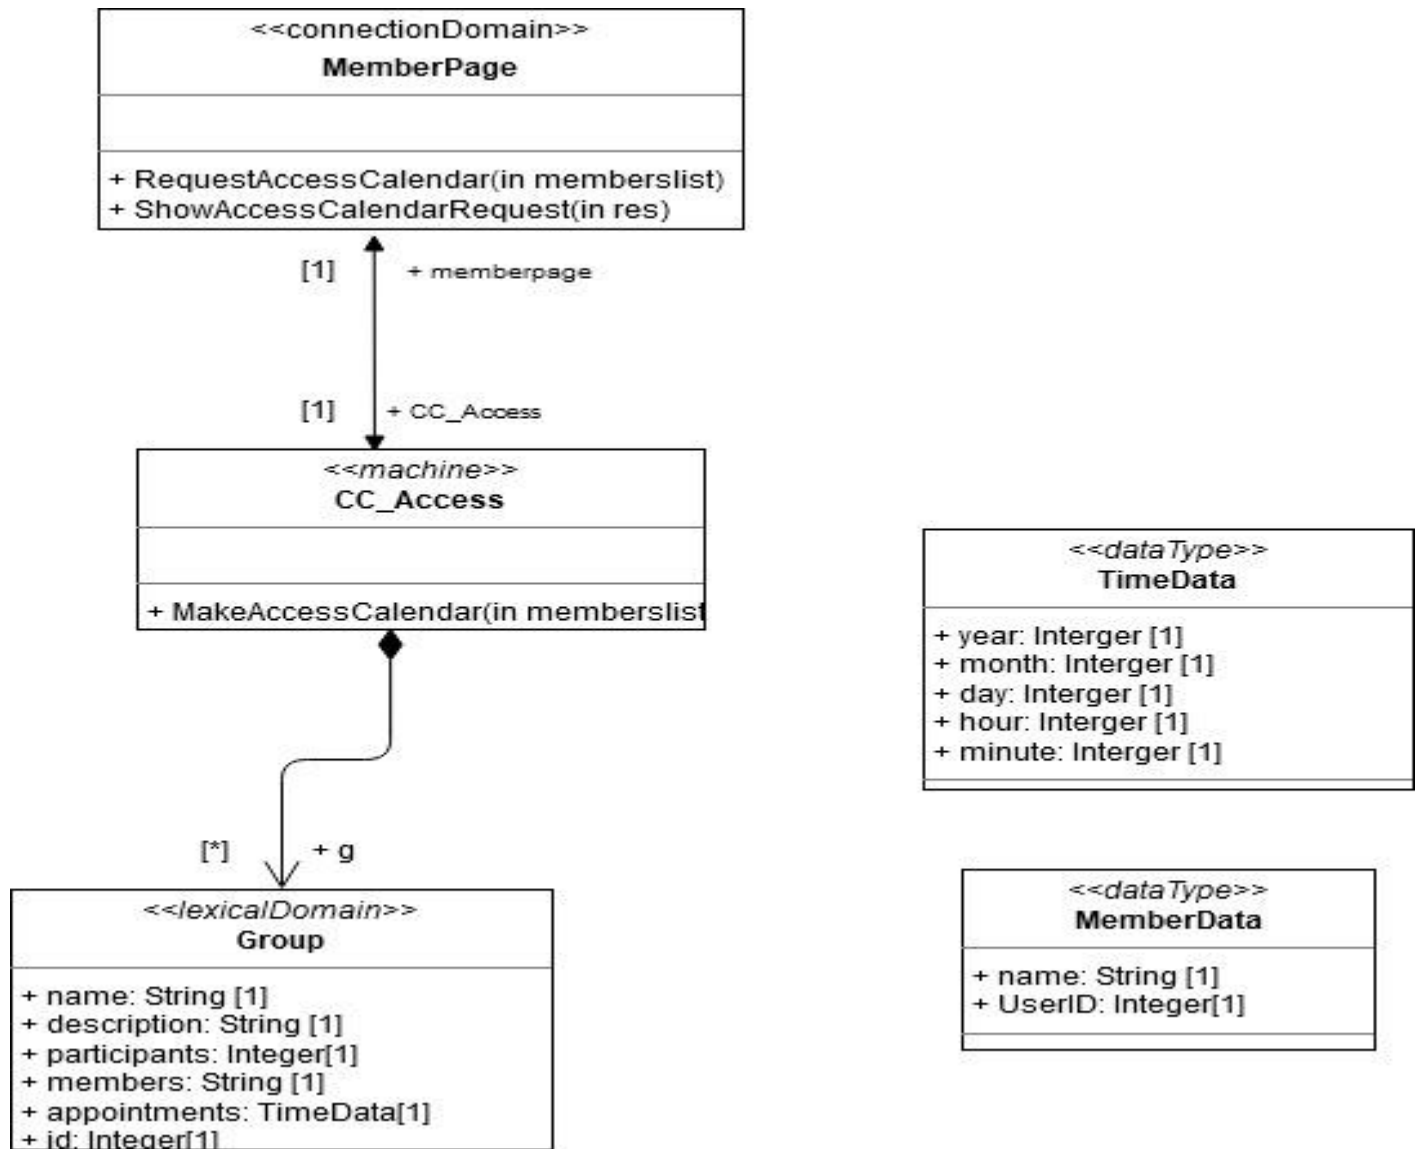 <<connectionDomain>>
MemberPage
+ RequestAccessCalendar(in memberslist)
+ ShowAccessCalendarRequest(in res)
[1] + memberpage
[1] + CC_Access
<<machine>>
CC_Access
+ MakeAccessCalendar(in memberslist
<<dataType>>
TimeData
+ year: Interger [1]
+ month: Interger [1]
+ day: Interger [1]
+ hour: Interger [1]
+ minute: Interger [1]
[*] + g
<<lexicalDomain>>
Group
+ name: String [1]
+ description: String [1]
+ participants: Integer[1]
+ members: String [1]
+ appointments: TimeData[1]
+ id: Integer[1]
<<dataType>>
MemberData
+ name: String [1]
+ UserID: Integer[1]